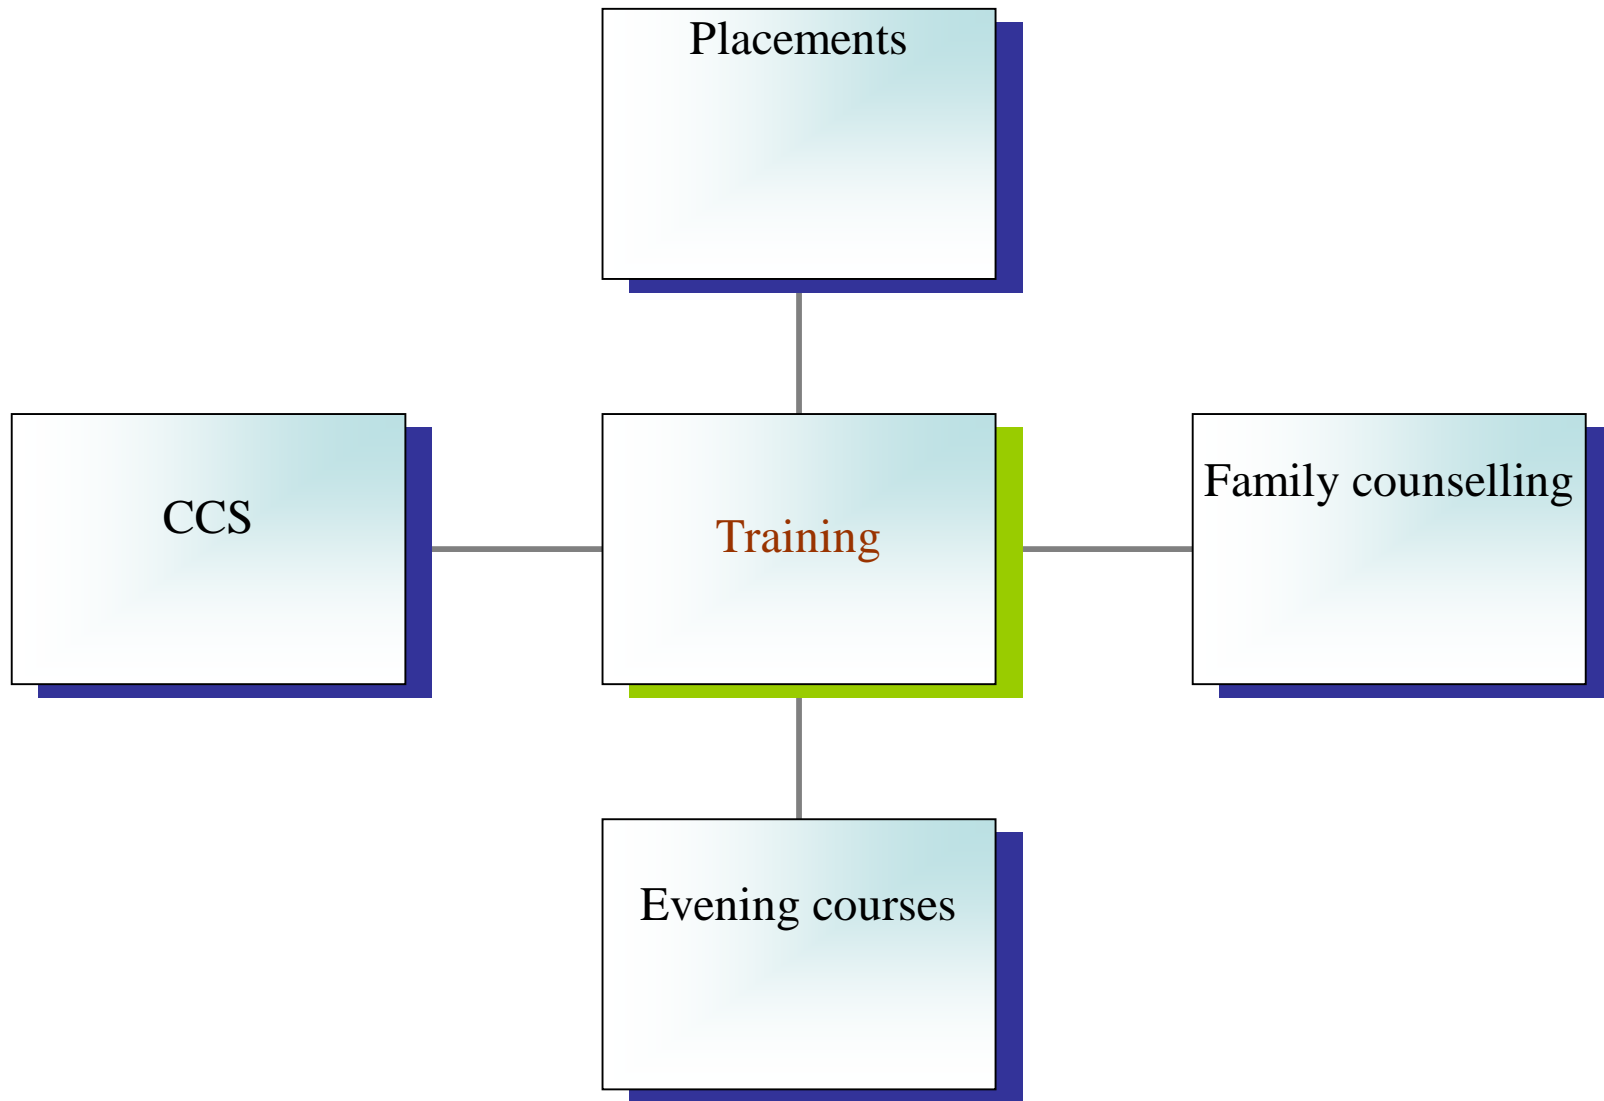 Placements
CCS
Training
Family counselling
Evening courses